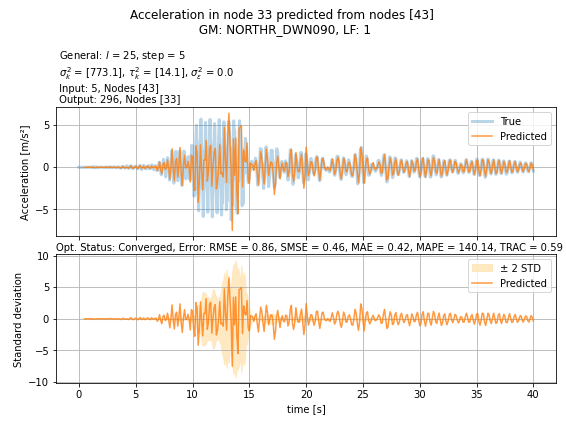 Acceleration in node 33 predicted from nodes [43]
GM: NORTHR_DWN090, LF: 1
General: l = 25, step = 5
σ²ₖ = [773.1], τ²ₖ = [14.1], σ²ε = 0.0
Input: 5, Nodes [43]
Output: 296, Nodes [33]
Acceleration [m/s²]
5
0
−5
True
Predicted
Opt. Status: Converged, Error: RMSE = 0.86, SMSE = 0.46, MAE = 0.42, MAPE = 140.14, TRAC = 0.59
Standard deviation
10
5
0
−5
−10
± 2 STD
Predicted
0 5 10 15 20 25 30 35 40
time [s]